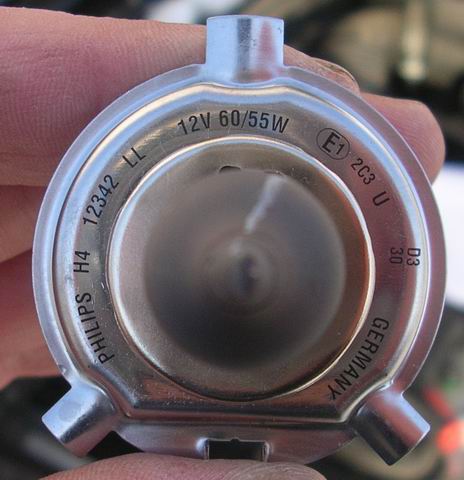 PHILIPS H4 12342 LL 12V 60/55W E1 2C3 U D3
30
GERMANY